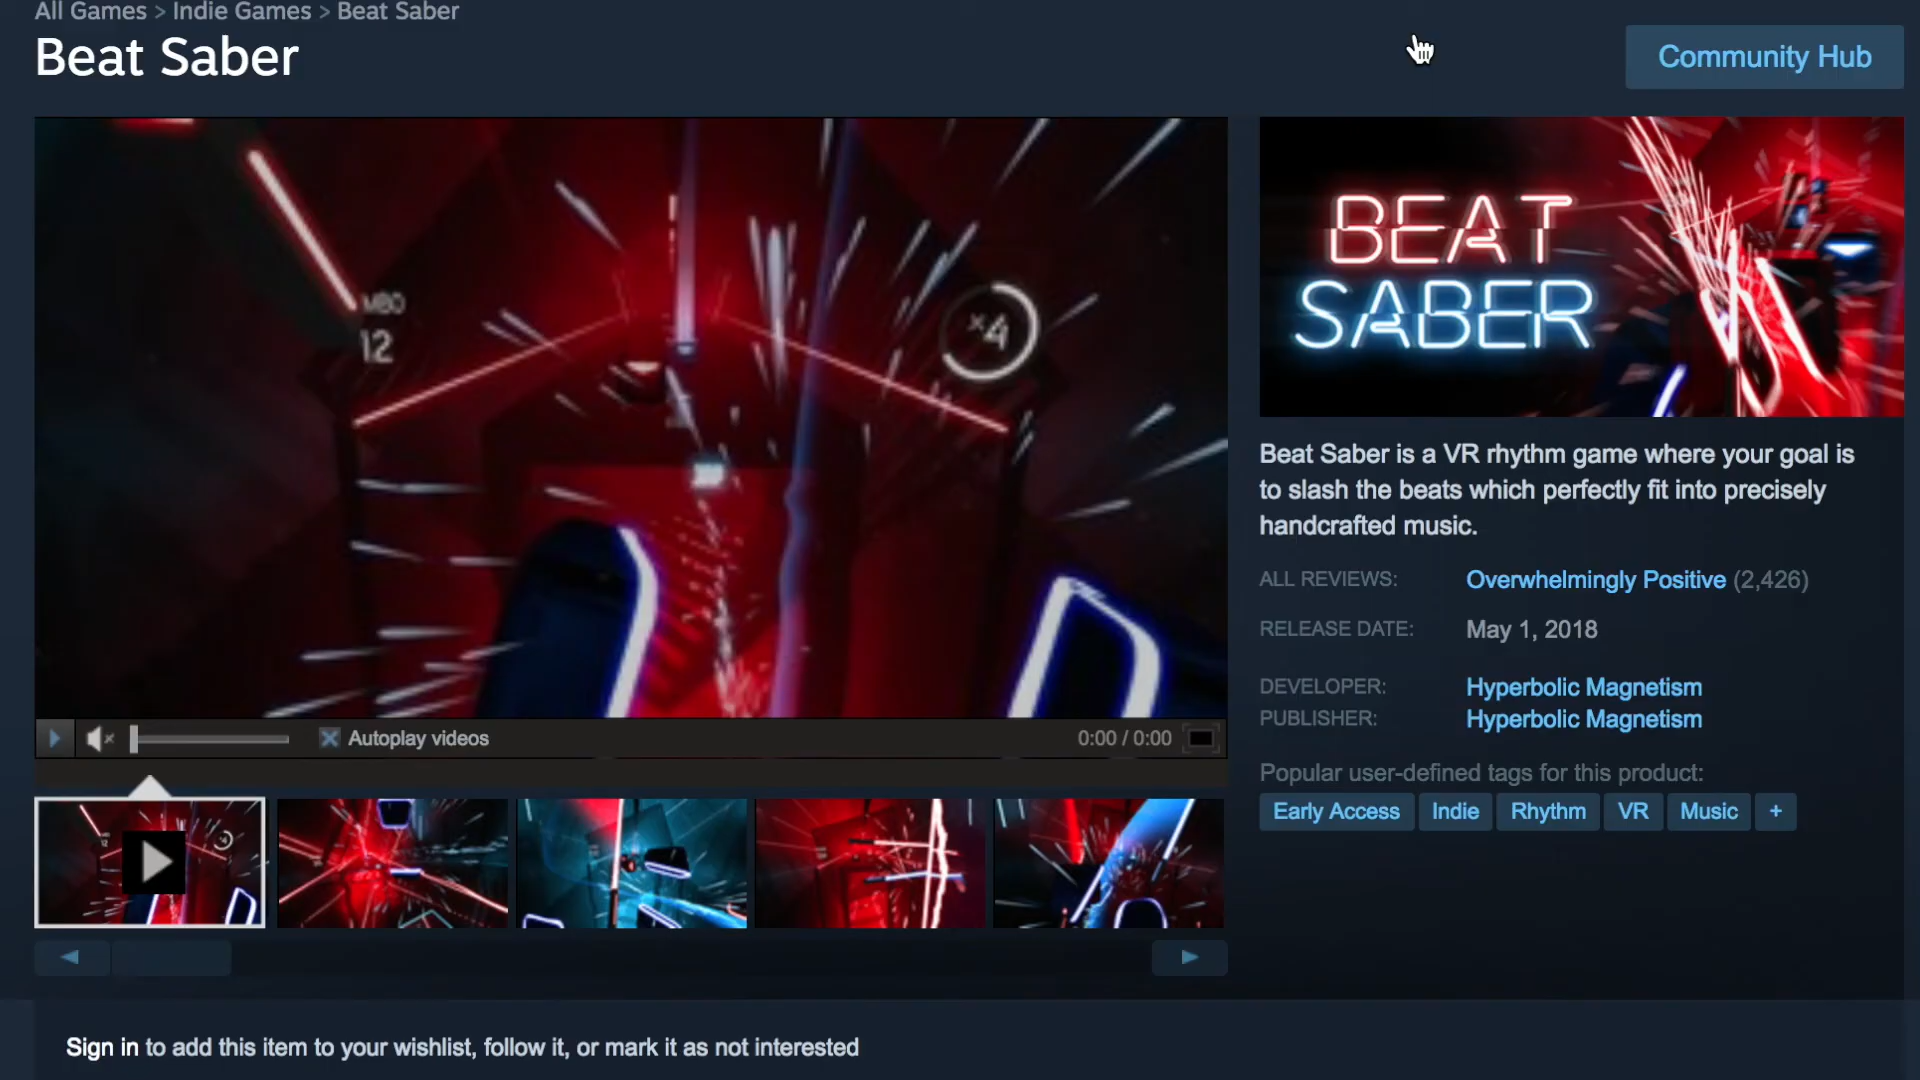 All Games > Indie Games > Beat Saber
Beat Saber
Community Hub
MBO
12
x4
BEAT
SABER
Beat Saber is a VR rhythm game where your goal is
to slash the beats which perfectly fit into precisely
handcrafted music.
ALL REVIEWS: Overwhelmingly Positive (2,426)
RELEASE DATE: May 1, 2018
DEVELOPER: Hyperbolic Magnetism
PUBLISHER: Hyperbolic Magnetism
Popular user-defined tags for this product:
Early Access Indie Rhythm VR Music +
Autoplay videos 0:00 / 0:00
Sign in to add this item to your wishlist, follow it, or mark it as not interested